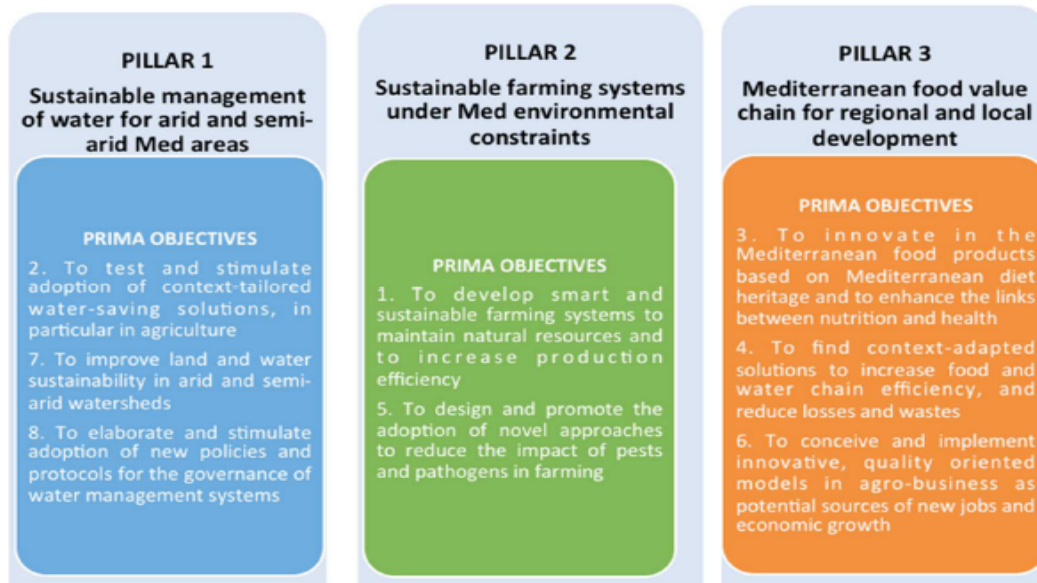 PILLAR 1
Sustainable management
of water for arid and semi-
arid Med areas
PRIMA OBJECTIVES
2. To test and stimulate
adoption of context-tailored
water-saving solutions, in
particular in agriculture
7. To improve land and water
sustainability in arid and semi-
arid watersheds
8. To elaborate and stimulate
adoption of new policies and
protocols for the governance of
water management systems
PILLAR 2
Sustainable farming systems
under Med environmental
constraints
PRIMA OBJECTIVES
1. To develop smart and
sustainable farming systems to
maintain natural resources and
to increase production
efficiency
5. To design and promote the
adoption of novel approaches
to reduce the impact of pests
and pathogens in farming
PILLAR 3
Mediterranean food value
chain for regional and local
development
PRIMA OBJECTIVES
3. To innovate in the
Mediterranean food products
based on Mediterranean diet
heritage and to enhance the links
between nutrition and health
4. To find context-adapted
solutions to increase food and
water chain efficiency, and
reduce losses and wastes
6. To conceive and implement
innovative, quality oriented
models in agro-business as
potential sources of new jobs and
economic growth